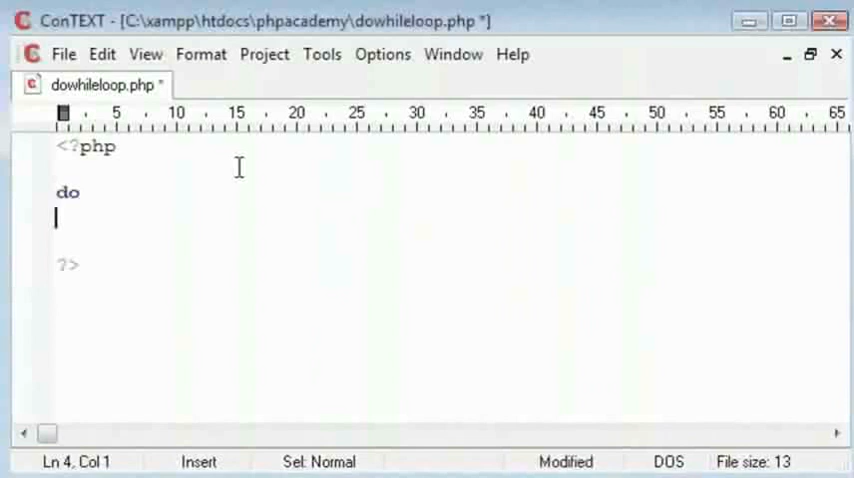 ConTEXT - [C:\xampp\htdocs\phpacademy\dowhileloop.php *]
File Edit View Format Project Tools Options Window Help
dowhileloop.php *
5 10 15 20 25 30 35 40 45 50 55 60 65
<?php
do
?>
Ln 4, Col 1 Insert Sel: Normal Modified DOS File size: 13